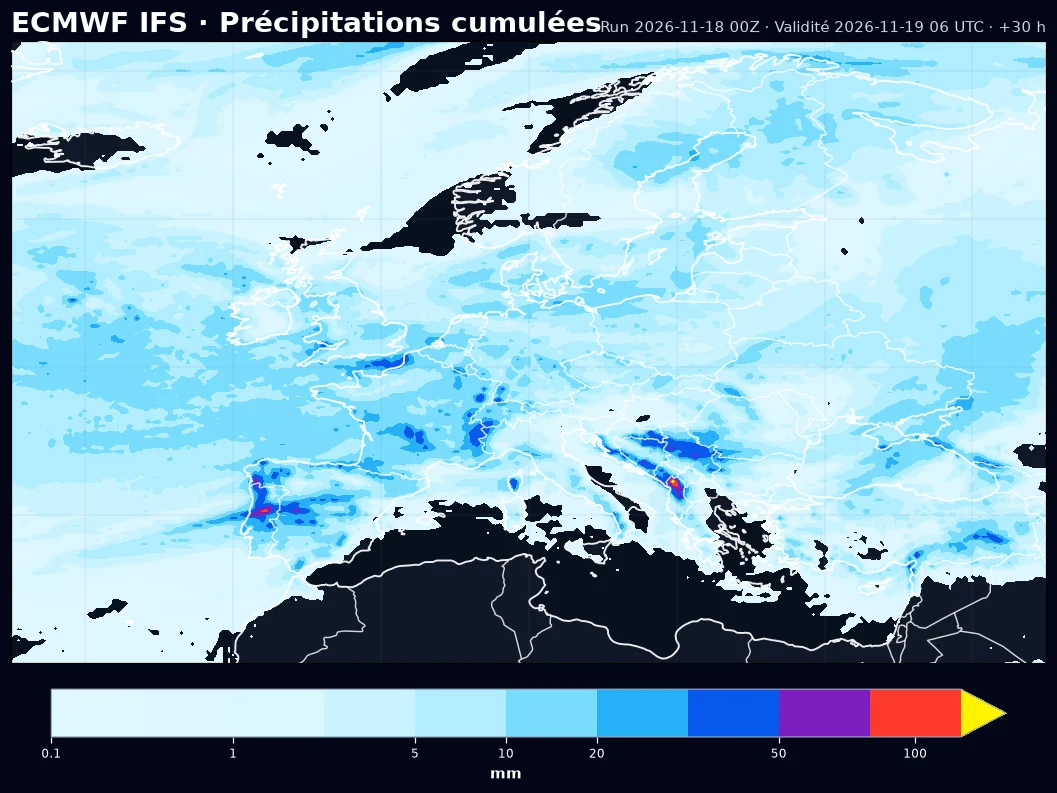 ECMWF IFS · Précipitations cumulées
Run 2026-11-18 00Z · Validité 2026-11-19 06 UTC · +30 h
0.1 1 5 10 20 50 100
mm